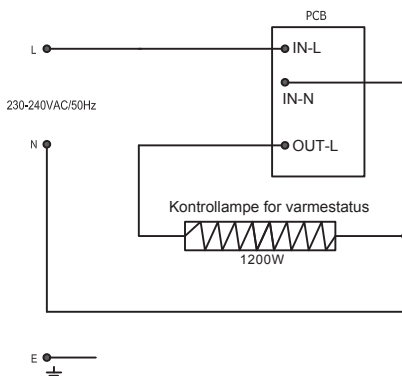 PCB
L
IN-L
IN-N
230-240VAC/50Hz
N
OUT-L
Kontrollampe for varmestatus
1200W
E